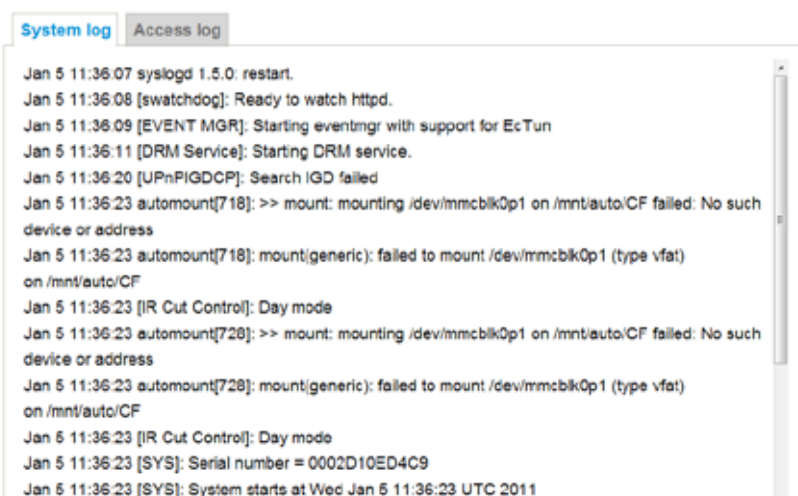 System log Access log
Jan 5 11:36:07 syslogd 1.5.0: restart.
Jan 5 11:36:08 [swatchdog]: Ready to watch httpd.
Jan 5 11:36:09 [EVENT MGR]: Starting eventmgr with support for EcTun
Jan 5 11:36:11 [DRM Service]: Starting DRM service.
Jan 5 11:36:20 [UPnPIGDCP]: Search IGD failed
Jan 5 11:36:23 automount[718]: >> mount: mounting /dev/mmcblk0p1 on /mnt/auto/CF failed: No such
device or address
Jan 5 11:36:23 automount[718]: mount(generic): failed to mount /dev/mmcblk0p1 (type vfat)
on /mnt/auto/CF
Jan 5 11:36:23 [IR Cut Control]: Day mode
Jan 5 11:36:23 automount[728]: >> mount: mounting /dev/mmcblk0p1 on /mnt/auto/CF failed: No such
device or address
Jan 5 11:36:23 automount[728]: mount(generic): failed to mount /dev/mmcblk0p1 (type vfat)
on /mnt/auto/CF
Jan 5 11:36:23 [IR Cut Control]: Day mode
Jan 5 11:36:23 [SYS]: Serial number = 0002D10ED4C9
Jan 5 11:36:23 [SYS]: System starts at Wed Jan 5 11:36:23 UTC 2011